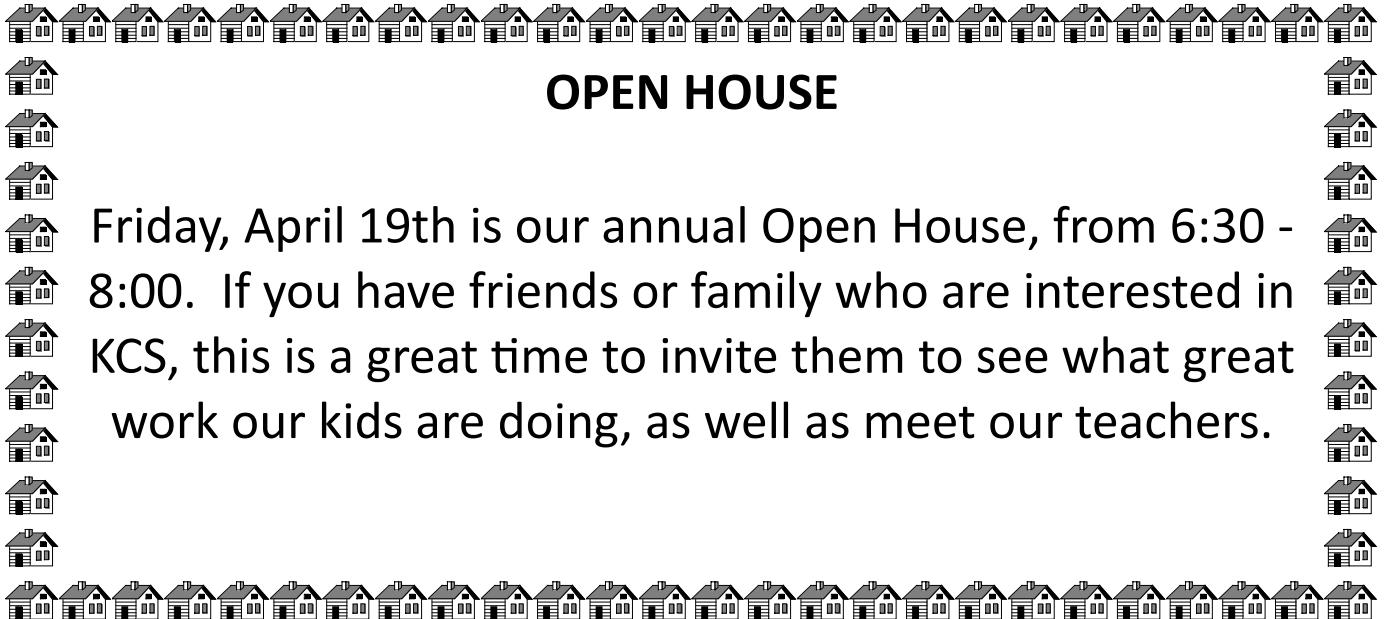 OPEN HOUSE
Friday, April 19th is our annual Open House, from 6:30 -
8:00.  If you have friends or family who are interested in
KCS, this is a great time to invite them to see what great
work our kids are doing, as well as meet our teachers.